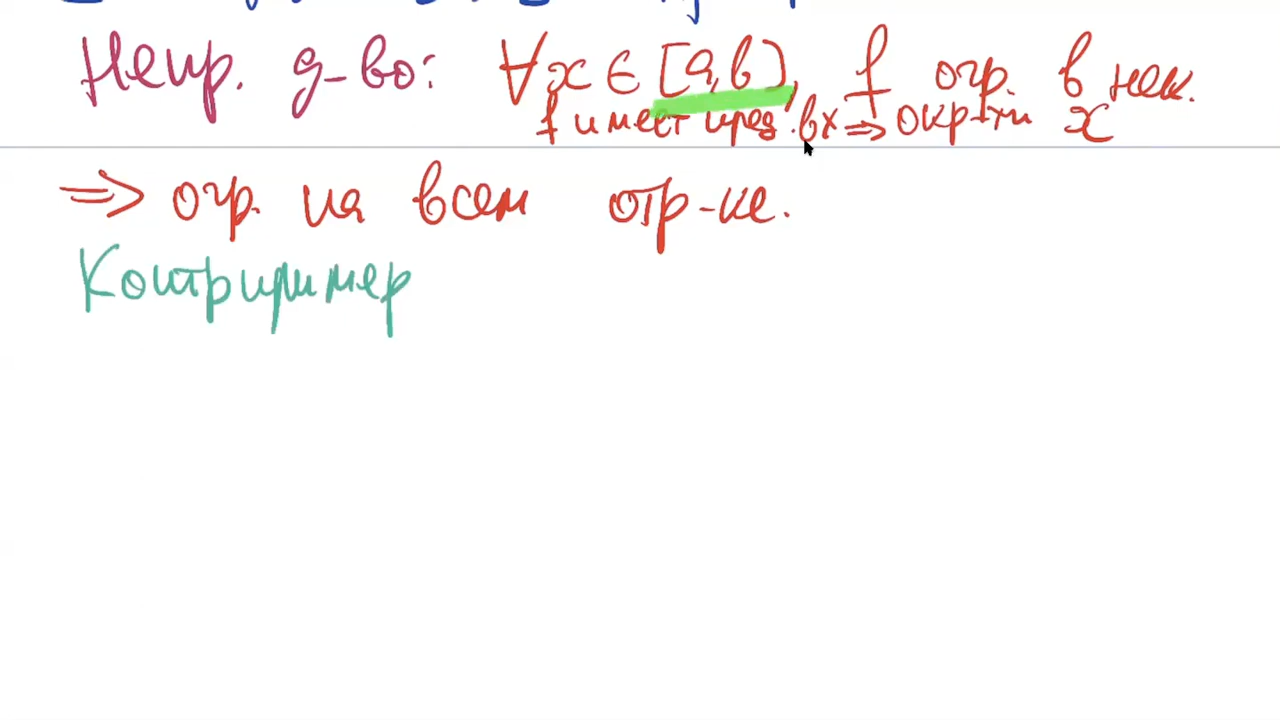 Непр. д-во: ∀x ∈ [a,b], f огр. в нек.
f имеет пред. в x ⇒ окр-ти x
⇒ огр. на всем отр-ке.
Контрпример